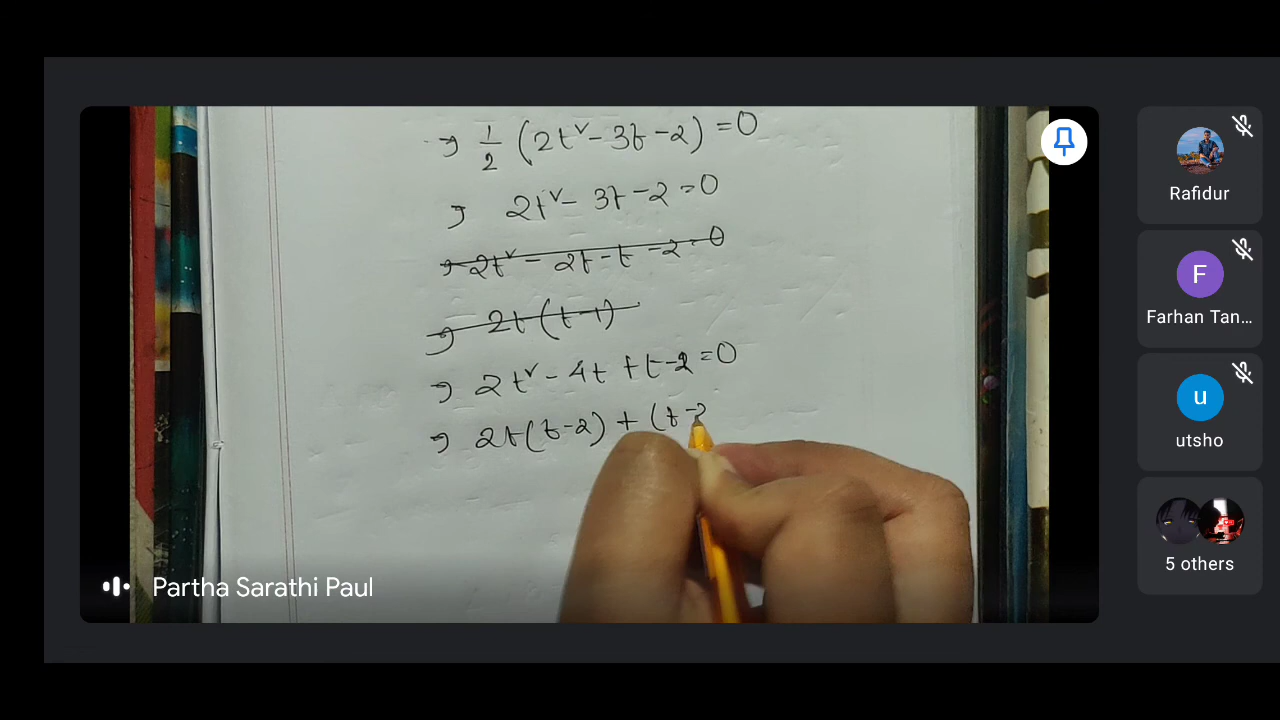 ⇒ 1/2 (2t² - 3t - 2) = 0
⇒ 2t² - 3t - 2 = 0
⇒ 2t² - 2t - t - 2 = 0
⇒ 2t (t - 1)
⇒ 2t² - 4t + t - 2 = 0
⇒ 2t(t-2) + (t-2
Partha Sarathi Paul
Rafidur
F
Farhan Tan...
u
utsho
5 others